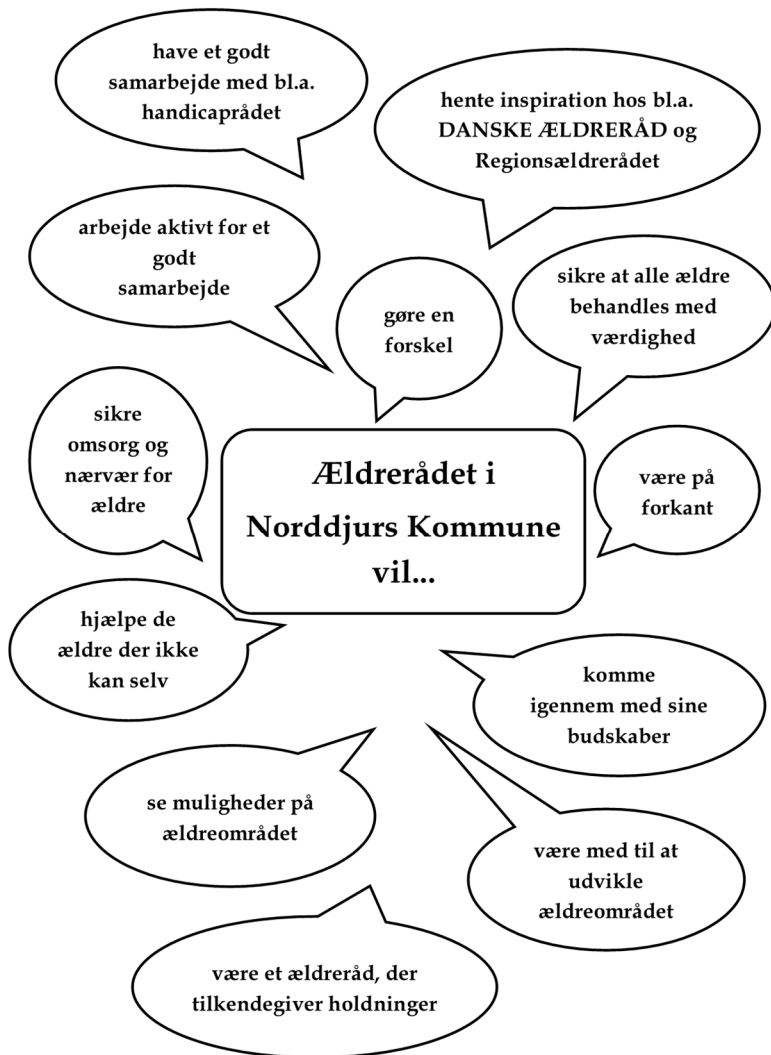 have et godt
samarbejde med bl.a.
handicaprådet
hente inspiration hos bl.a.
DANSKE ÆLDRERÅD og
Regionsældrerådet
arbejde aktivt for et
godt
samarbejde
gøre en
forskel
sikre at alle ældre
behandles med
værdighed
sikre
omsorg og
nærvær for
ældre
Ældrerådet i
Norddjurs Kommune
vil...
være på
forkant
hjælpe de
ældre der ikke
kan selv
komme
igennem med sine
budskaber
se muligheder på
ældreområdet
være med til at
udvikle
ældreområdet
være et ældreråd, der
tilkendegiver holdninger